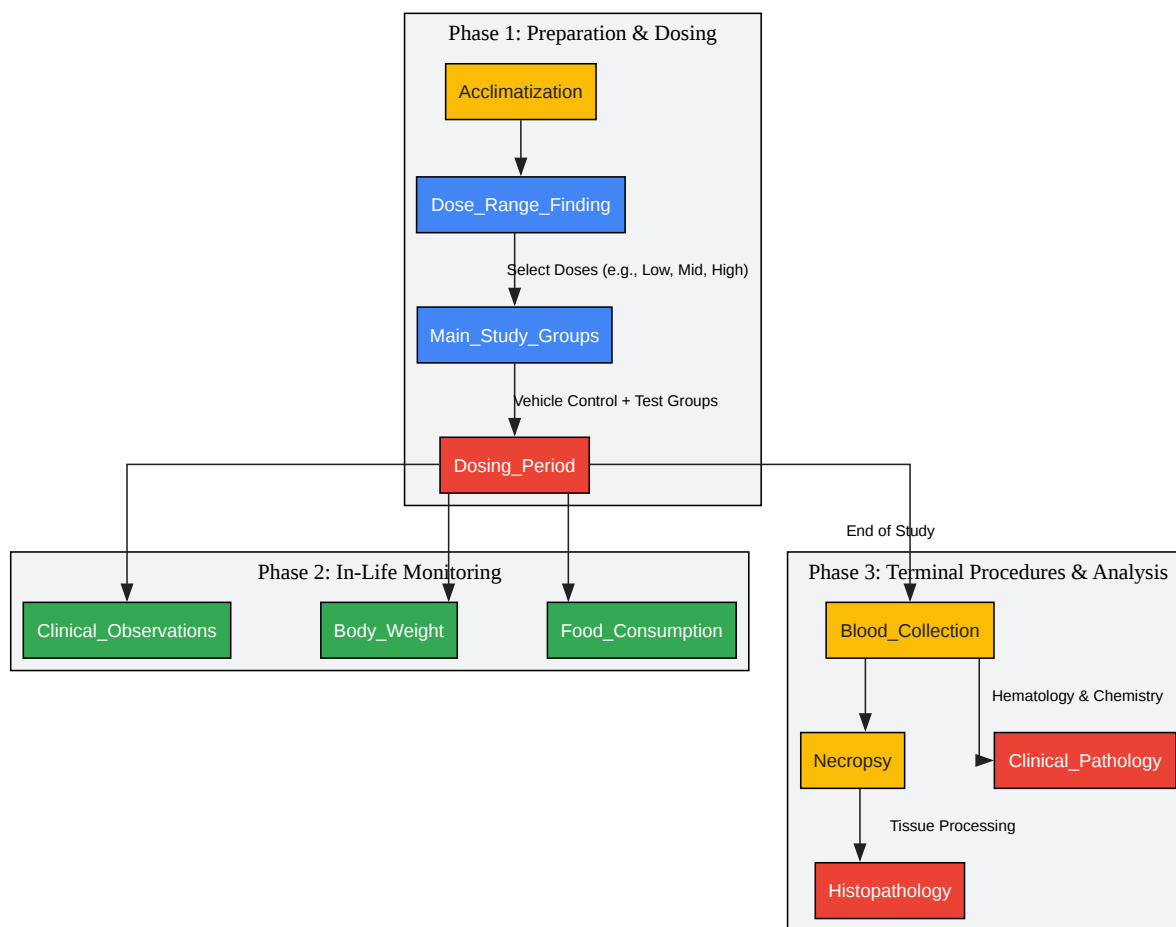 Phase 1: Preparation & Dosing
Acclimatization
Dose_Range_Finding
Select Doses (e.g., Low, Mid, High)
Main_Study_Groups
Vehicle Control + Test Groups
Dosing_Period
End of Study
Phase 2: In-Life Monitoring
Clinical_Observations
Body_Weight
Food_Consumption
Phase 3: Terminal Procedures & Analysis
Blood_Collection
Hematology & Chemistry
Necropsy
Clinical_Pathology
Tissue Processing
Histopathology